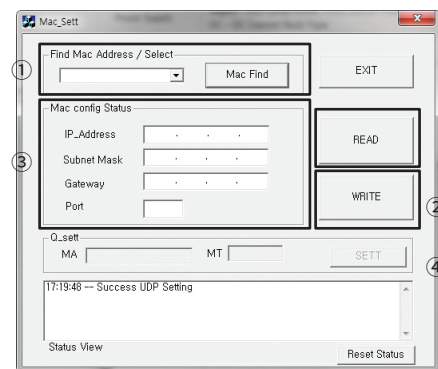 Mac_Sett
Find Mac Address / Select
①
Mac Find
EXIT
Mac config Status
IP_Address
READ
③
Subnet Mask
Gateway
WRITE
Port
②
Q_sett
MA
MT
SETT
④
17:19:48 -- Success UDP Setting
Status View
Reset Status